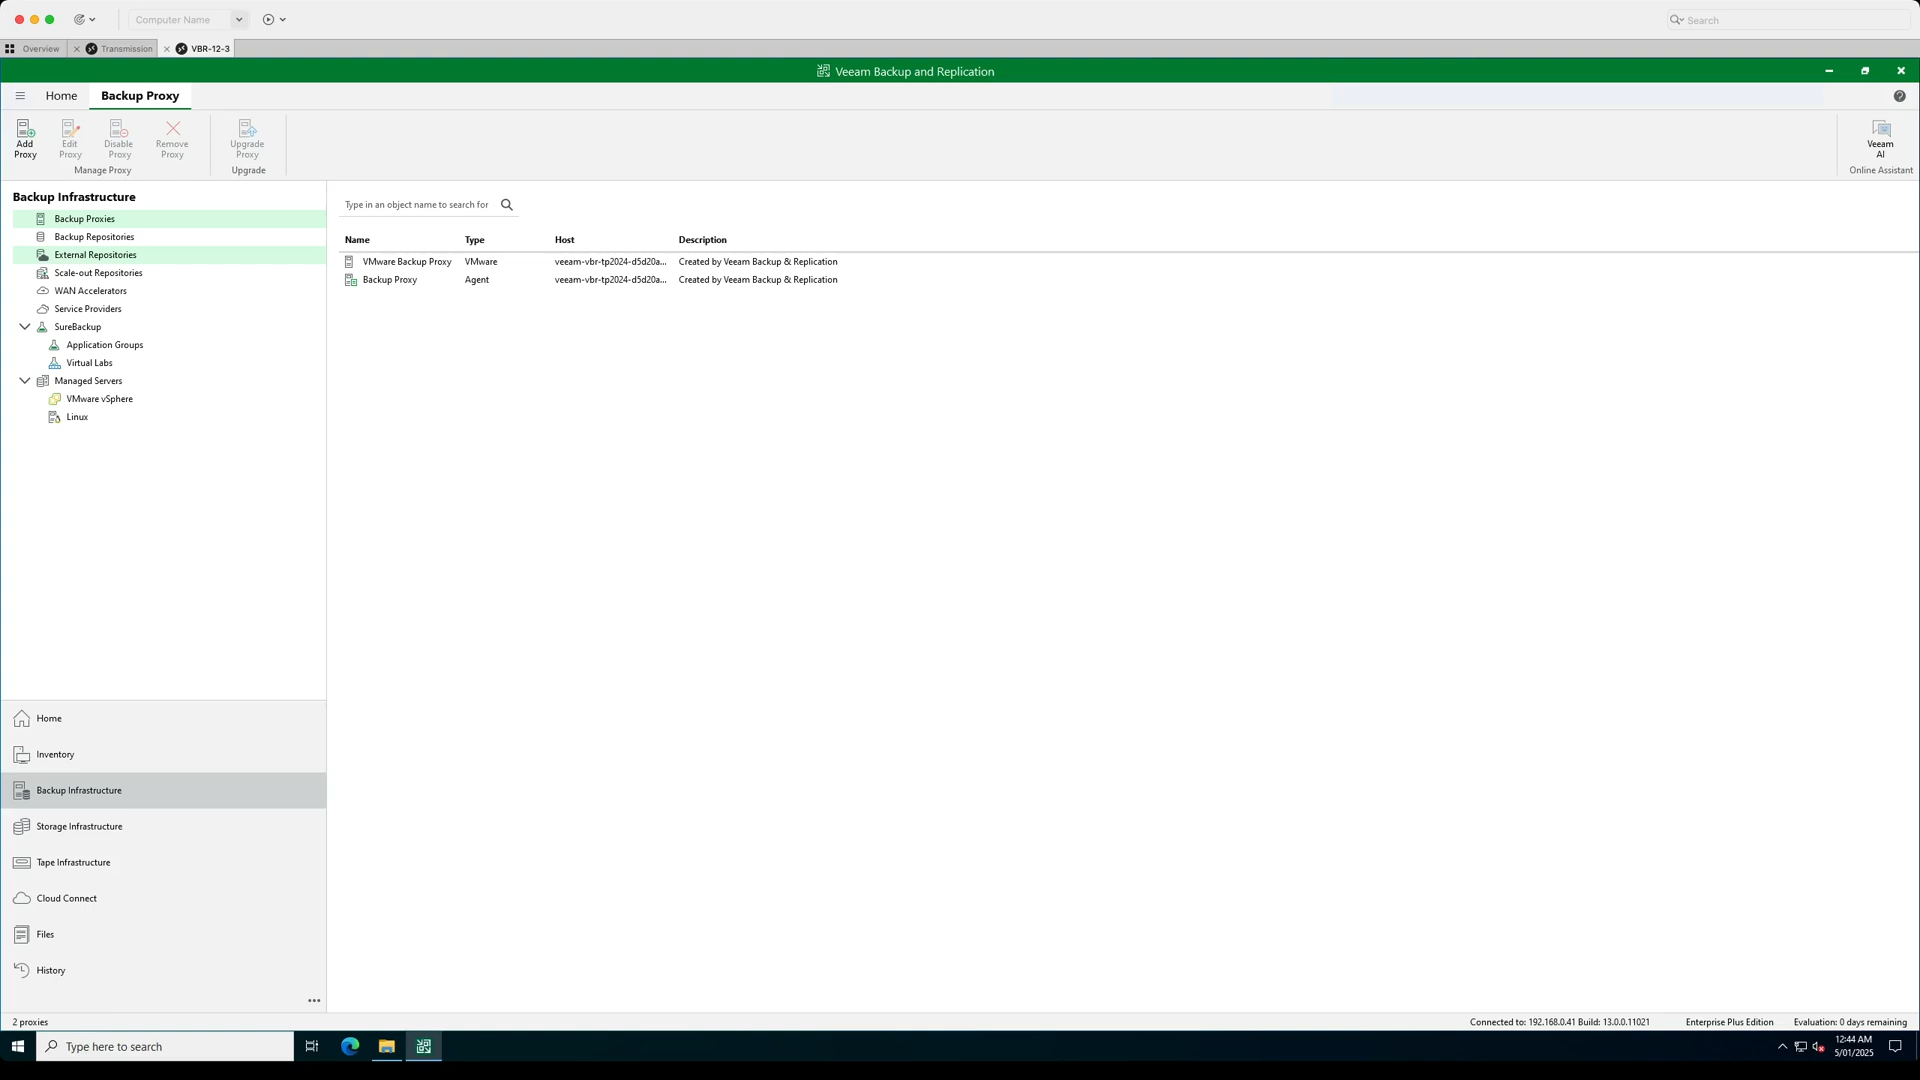 Computer Name
Search
Overview
Transmission
VBR-12-3
Veeam Backup and Replication
Home
Backup Proxy
Add Proxy
Edit Proxy
Disable Proxy
Remove Proxy
Upgrade Proxy
Veeam AI
Manage Proxy
Upgrade
Online Assistant
Backup Infrastructure
Backup Proxies
Backup Repositories
External Repositories
Scale-out Repositories
WAN Accelerators
Service Providers
SureBackup
Application Groups
Virtual Labs
Managed Servers
VMware vSphere
Linux
Type in an object name to search for
Name Type Host Description
VMware Backup Proxy VMware veeam-vbr-tp2024-d5d20a... Created by Veeam Backup & Replication
Backup Proxy Agent veeam-vbr-tp2024-d5d20a... Created by Veeam Backup & Replication
Home
Inventory
Backup Infrastructure
Storage Infrastructure
Tape Infrastructure
Cloud Connect
Files
History
2 proxies
Connected to: 192.168.0.41 Build: 13.0.0.11021
Enterprise Plus Edition
Evaluation: 0 days remaining
Type here to search
12:44 AM
5/01/2025